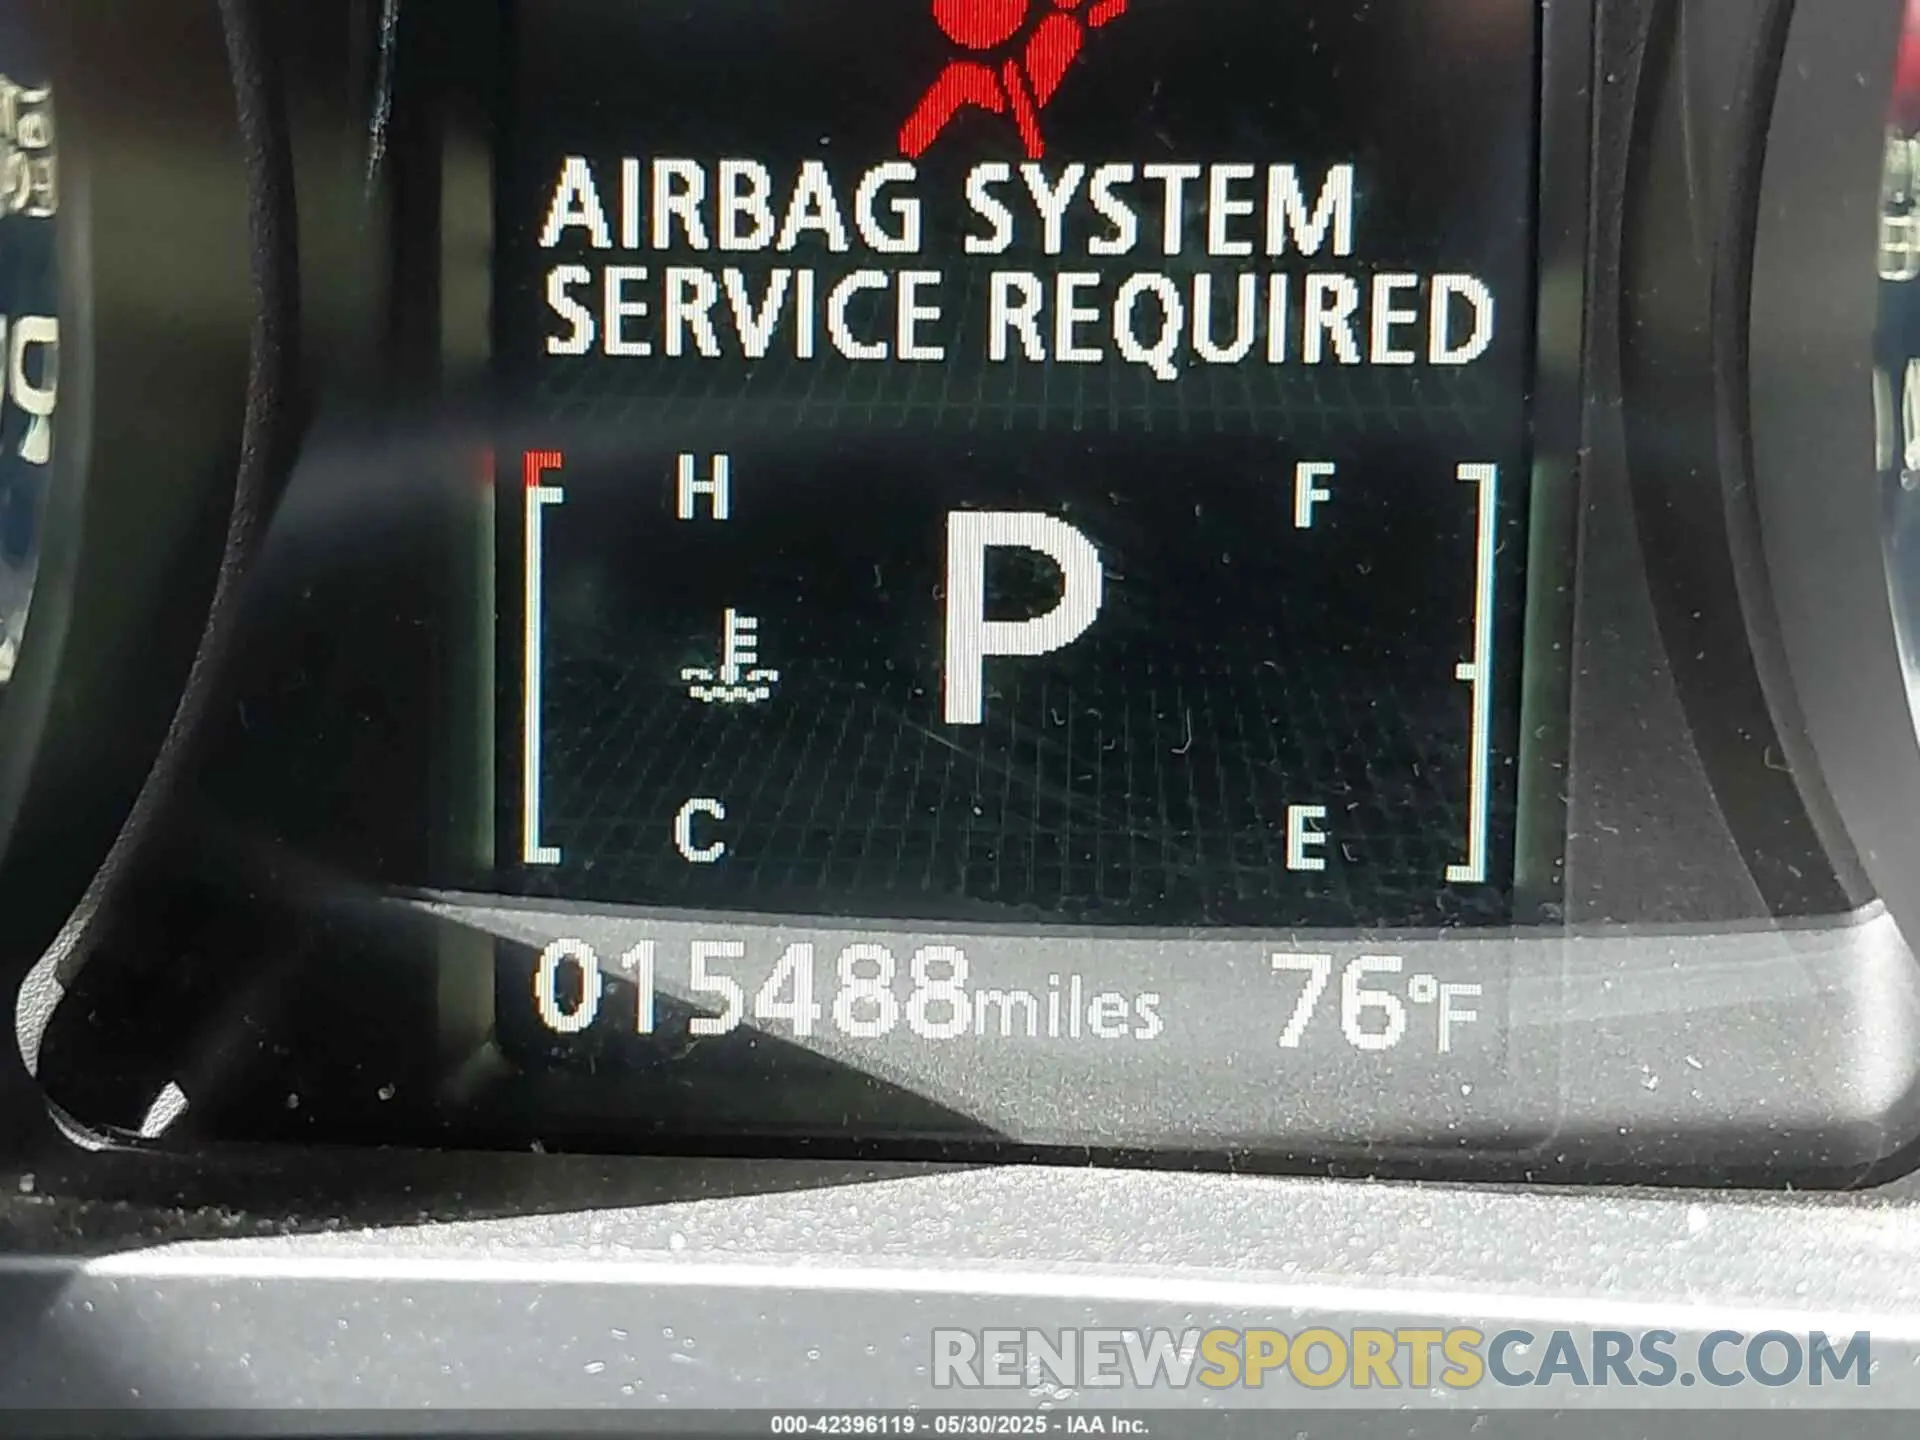 AIRBAG SYSTEM
SERVICE REQUIRED
H F
P
C E
015488miles 76°F
RENEWSPORTSCARS.COM
000-42396119 - 05/30/2025 - IAA Inc.